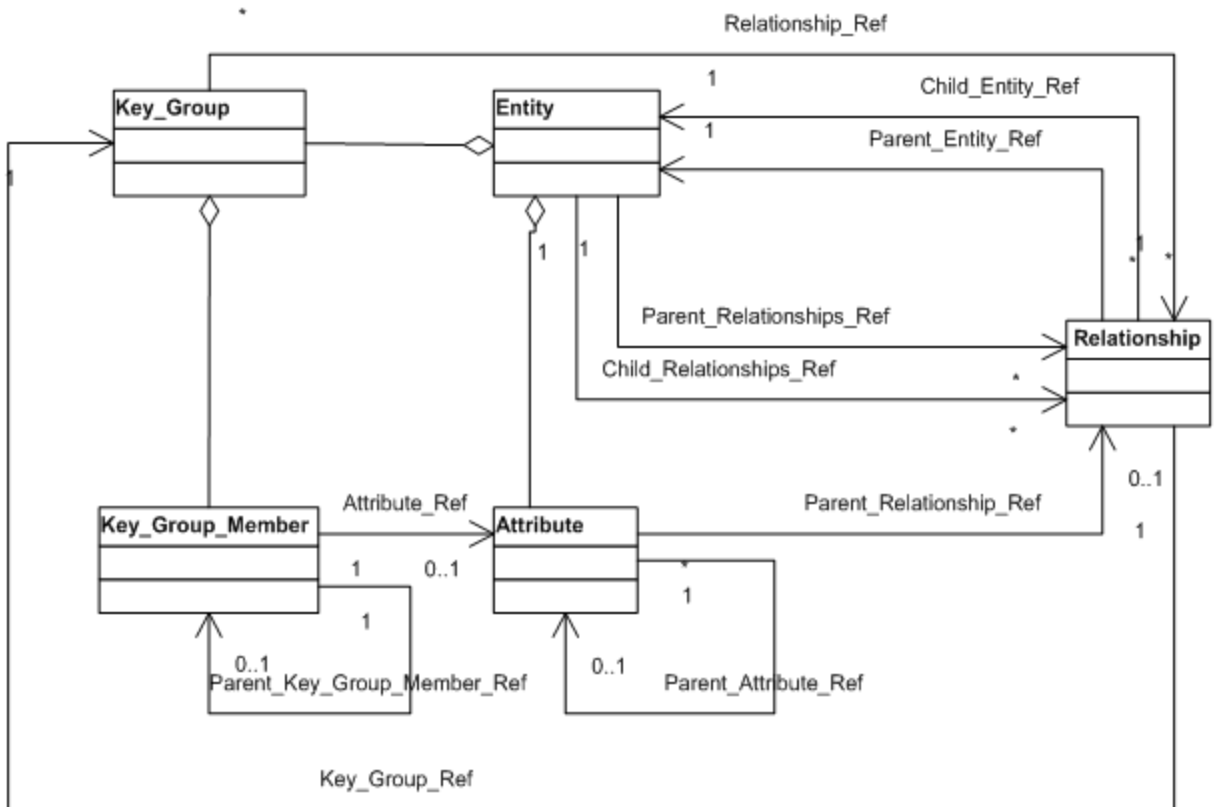 *
Relationship_Ref
1
Child_Entity_Ref
Key_Group
Entity
1
Parent_Entity_Ref
1
1
1
1
*
*
Parent_Relationships_Ref
Relationship
Child_Relationships_Ref
*
*
0..1
Attribute_Ref
Parent_Relationship_Ref
Key_Group_Member
Attribute
1
1
0..1
*
1
1
0..1
0..1
Parent_Key_Group_Member_Ref
Parent_Attribute_Ref
Key_Group_Ref